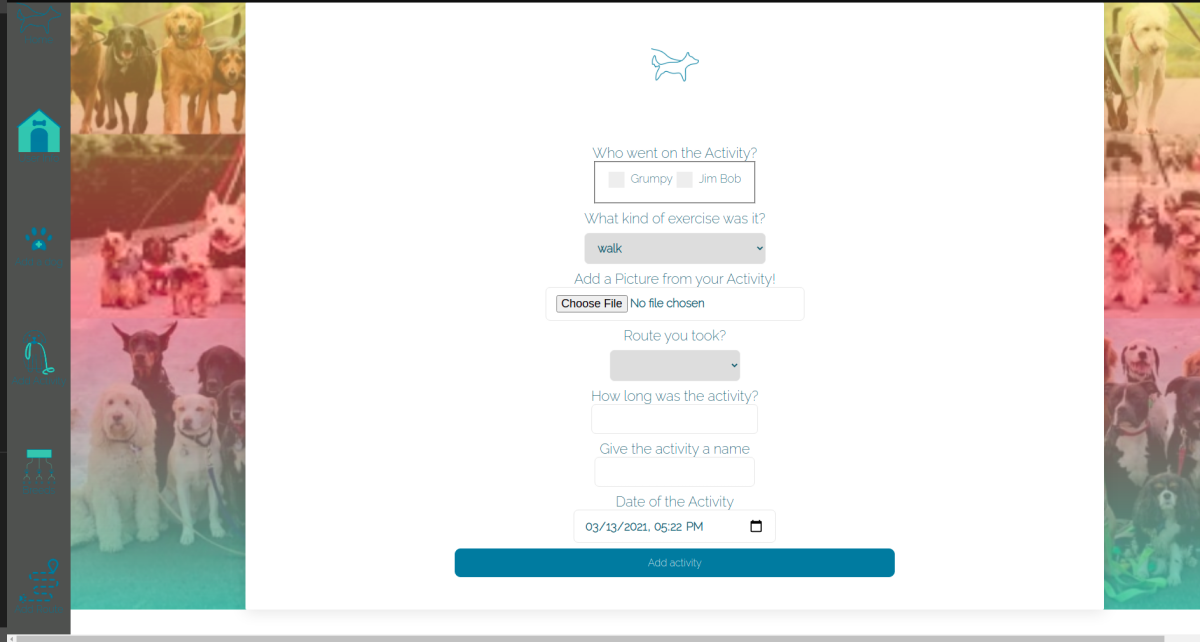 Who went on the Activity?
Grumpy Jim Bob
What kind of exercise was it?
walk
Add a Picture from your Activity!
Choose File No file chosen
Route you took?
How long was the activity?
Give the activity a name
Date of the Activity
03/13/2021, 05:22 PM
Add activity